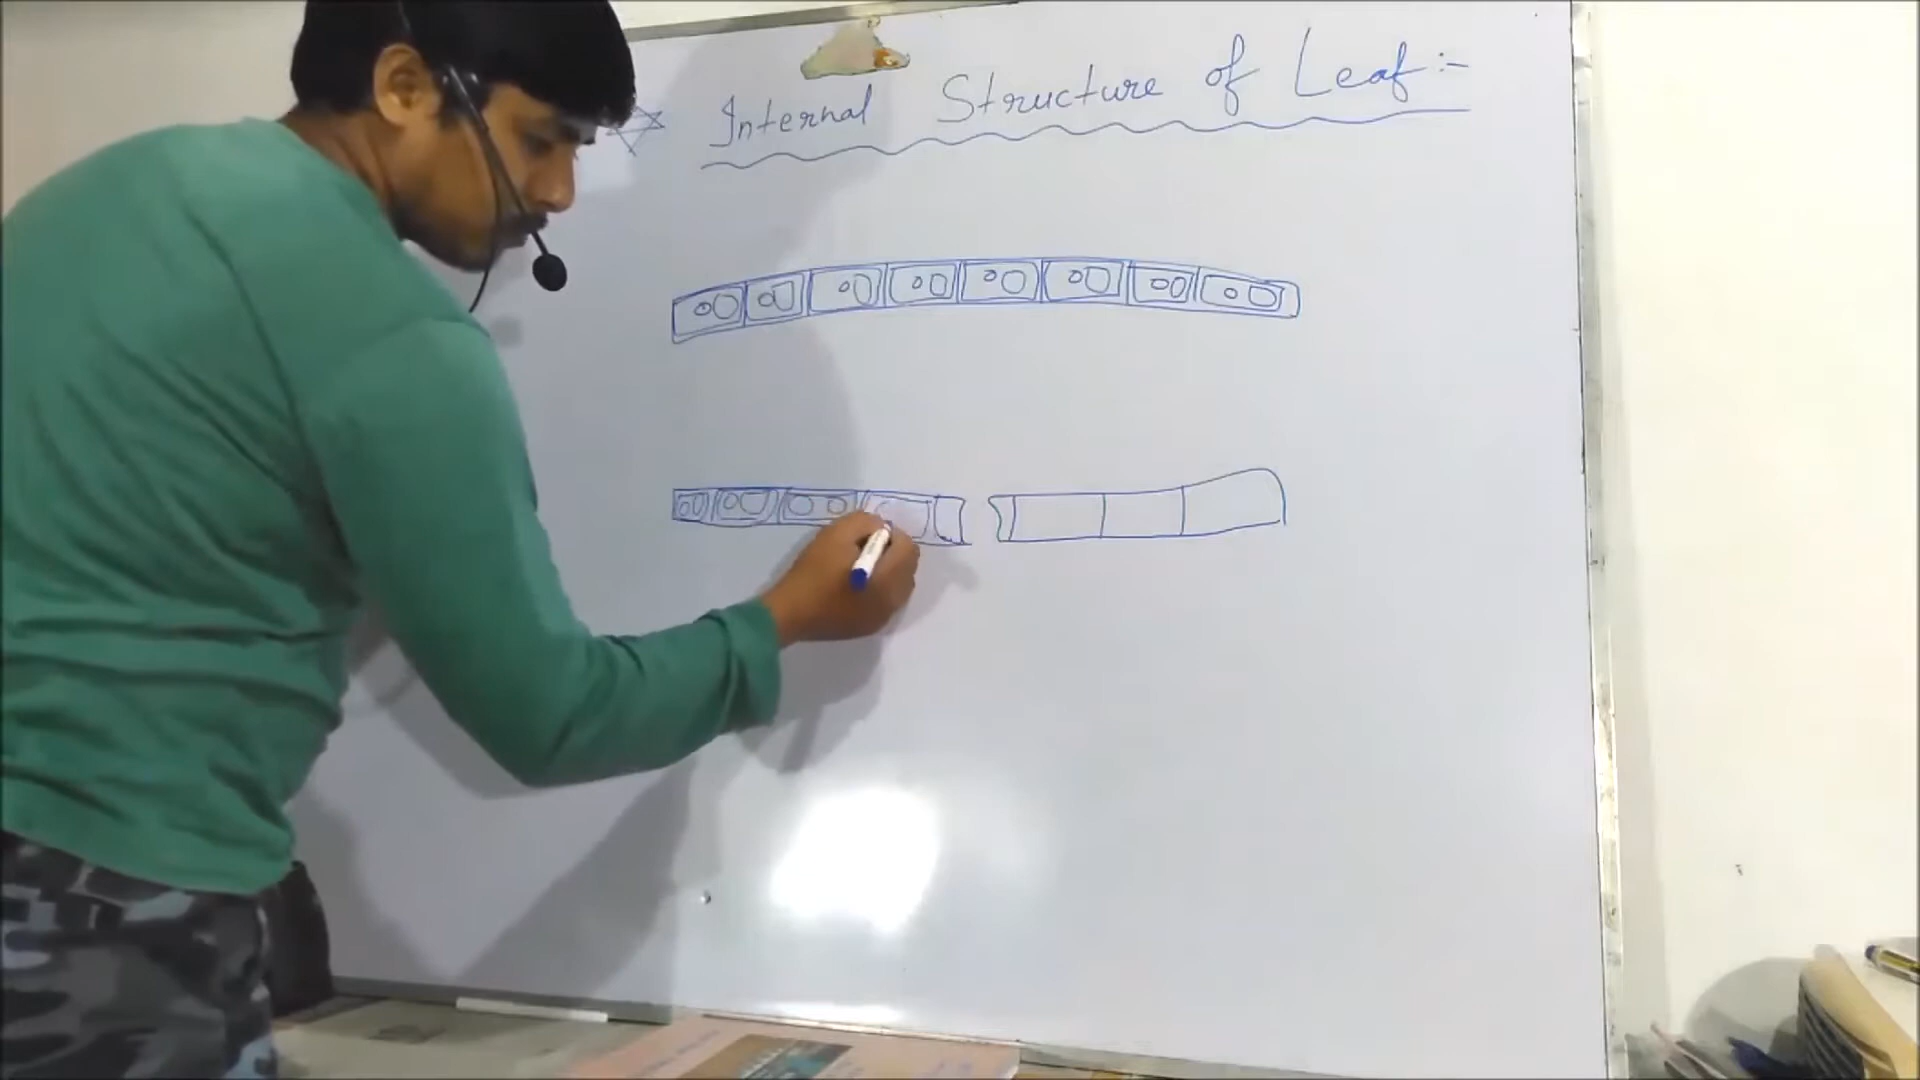 Internal Structure of Leaf :-